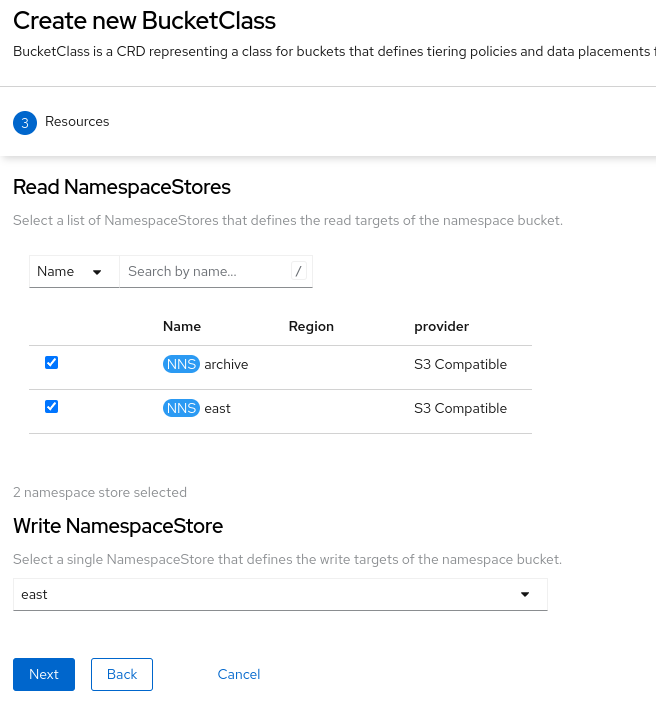 Create new BucketClass
BucketClass is a CRD representing a class for buckets that defines tiering policies and data placements
3 Resources
Read NamespaceStores
Select a list of NamespaceStores that defines the read targets of the namespace bucket.
Name Search by name... /
Name Region provider
NNS archive S3 Compatible
NNS east S3 Compatible
2 namespace store selected
Write NamespaceStore
Select a single NamespaceStore that defines the write targets of the namespace bucket.
east
Next Back Cancel